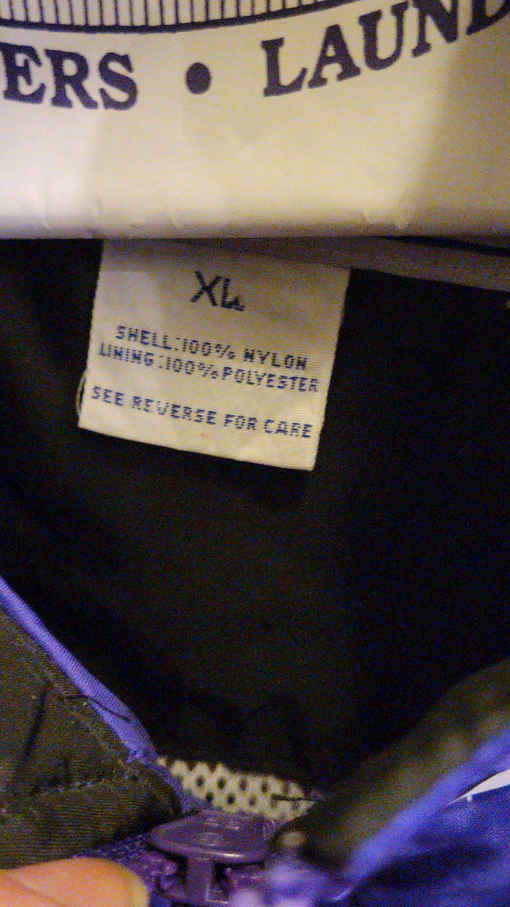 ERS • LAUND
XL
SHELL:100% NYLON
LINING:100% POLYESTER
SEE REVERSE FOR CARE